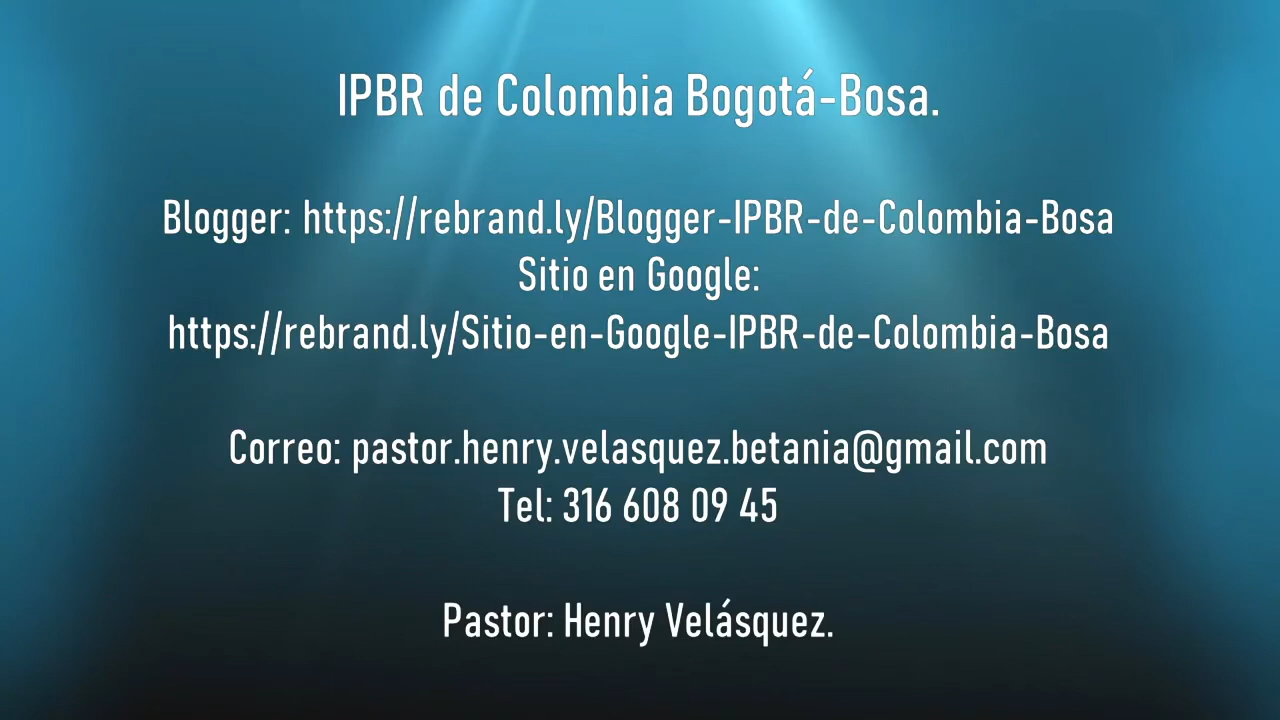 IPBR de Colombia Bogotá-Bosa.
Blogger: https://rebrand.ly/Blogger-IPBR-de-Colombia-Bosa
Sitio en Google:
https://rebrand.ly/Sitio-en-Google-IPBR-de-Colombia-Bosa
Correo: pastor.henry.velasquez.betania@gmail.com
Tel: 316 608 09 45
Pastor: Henry Velásquez.